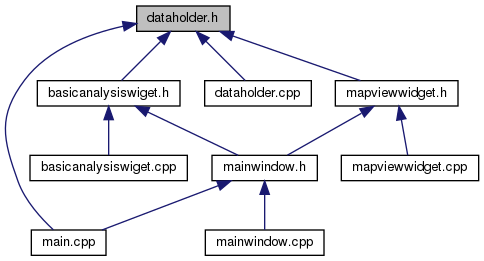 dataholder.h
basicanalysiswiget.h
dataholder.cpp
mapviewwidget.h
basicanalysiswiget.cpp
mainwindow.h
mapviewwidget.cpp
main.cpp
mainwindow.cpp